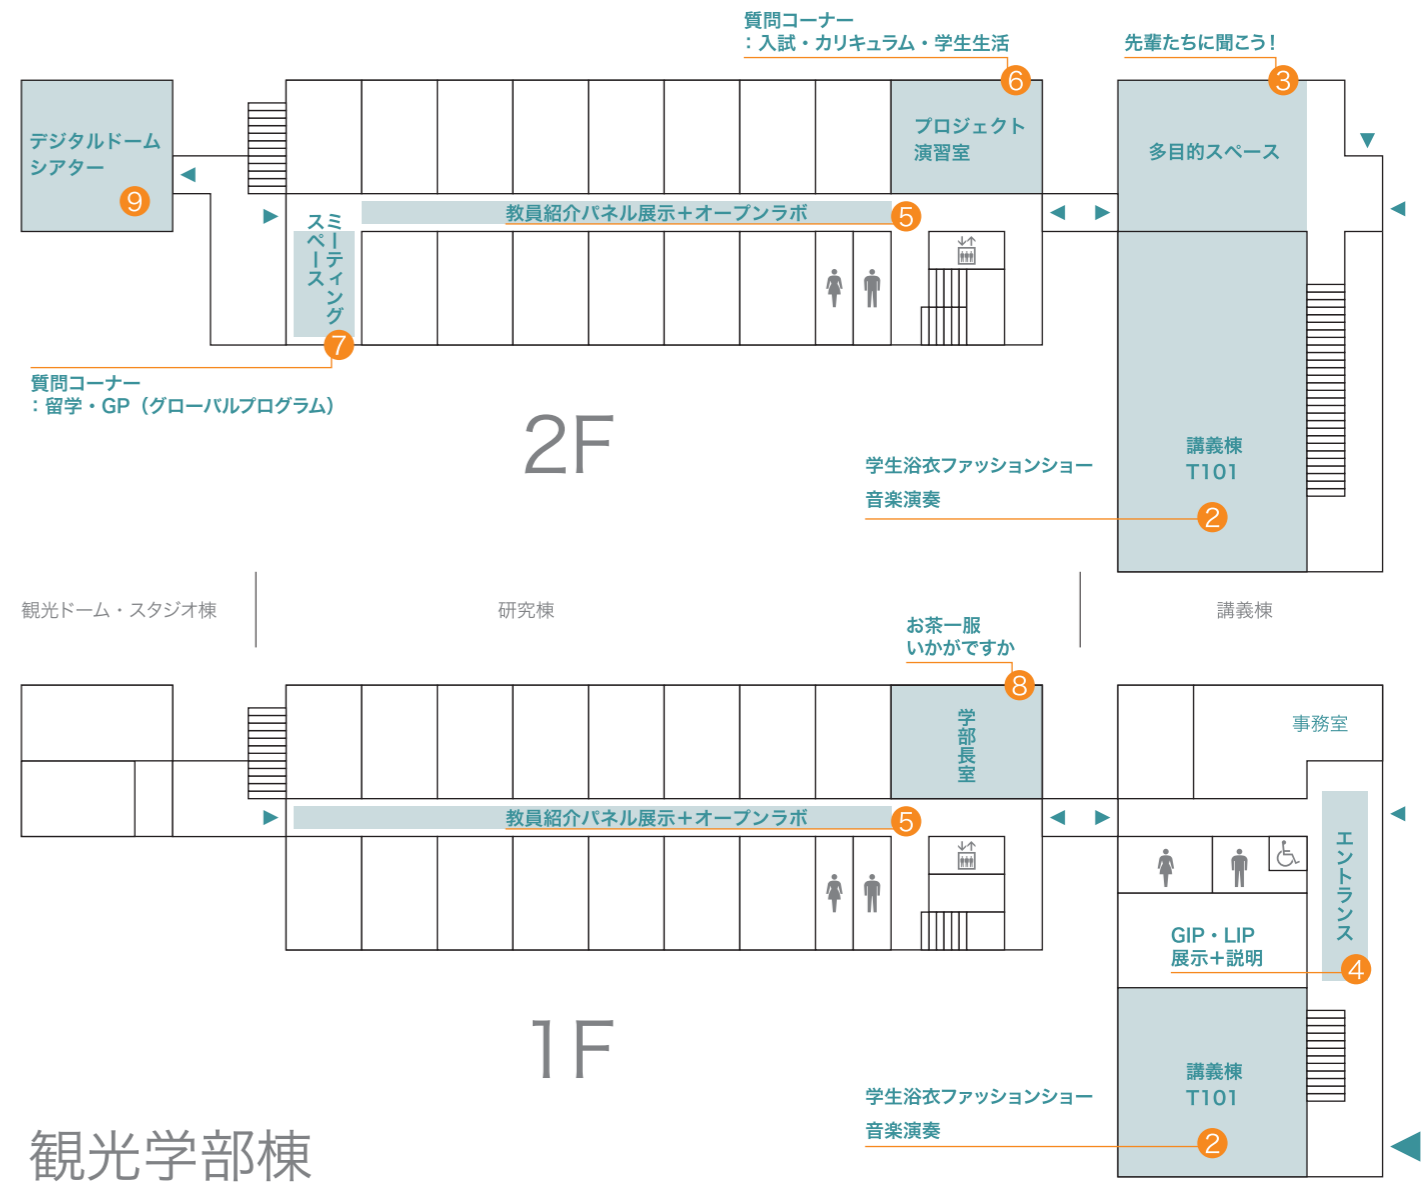 質問コーナー
：入試・カリキュラム・学生生活
先輩たちに聞こう！
6
3
デジタルドーム
シアター
9
プロジェクト
演習室
多目的スペース
教員紹介パネル展示＋オープンラボ
5
ミーティング
スペース
7
質問コーナー
：留学・GP（グローバルプログラム）
2F
講義棟
T101
学生浴衣ファッションショー
音楽演奏
2
観光ドーム・スタジオ棟
研究棟
講義棟
お茶一服
いかがですか
8
学部長室
事務室
教員紹介パネル展示＋オープンラボ
5
エントランス
GIP・LIP
展示＋説明
4
1F
講義棟
T101
学生浴衣ファッションショー
音楽演奏
2
観光学部棟